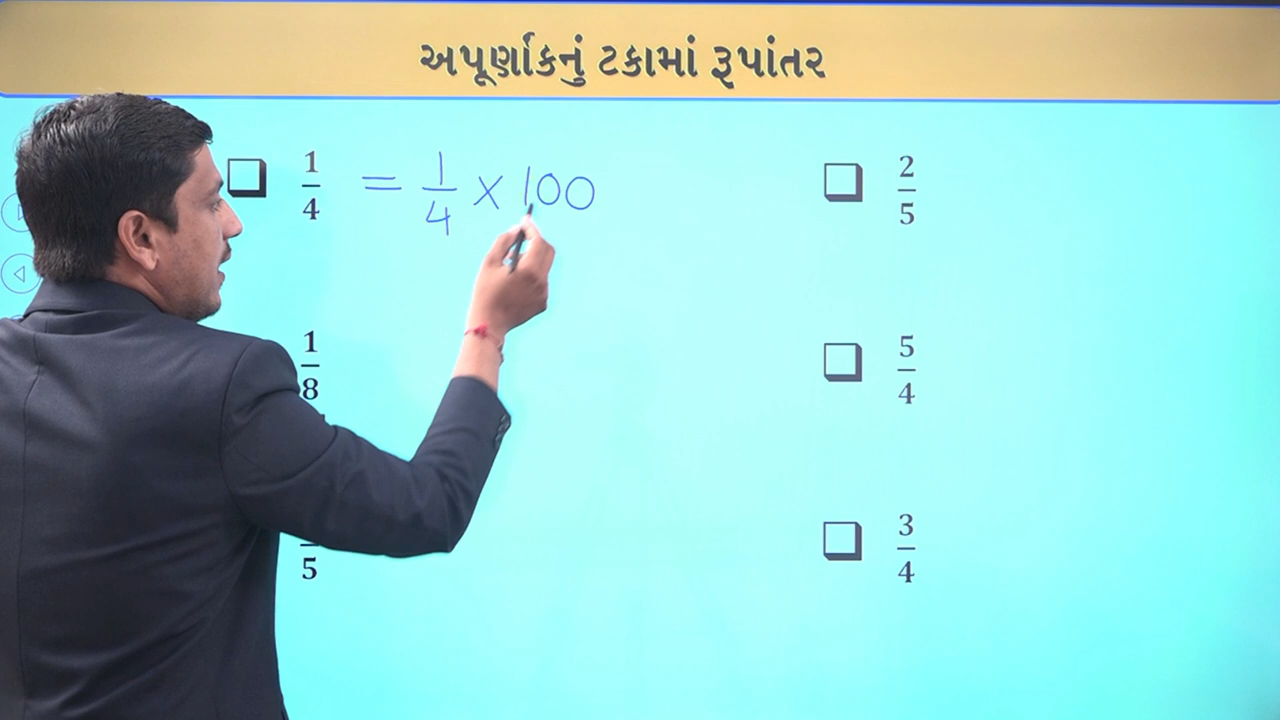 અપૂર્ણાંકનું ટકામાં રૂપાંતર
❑ 1/4 = 1/4 × 100
❑ 2/5
1/8
❑ 5/4
5
❑ 3/4